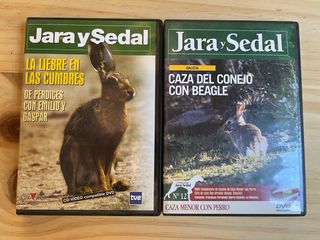 Jara y Sedal
LA LIEBRE EN
LAS CUMBRES
DE PERDICES
CON EMILIO Y
GASPAR
CD-VIDEO compatible DVD
tve
Jara y Sedal
GALICIA
CAZA DEL CONEJO
CON BEAGLE
Nº 12
CAZA MENOR CON PERRO
DVD